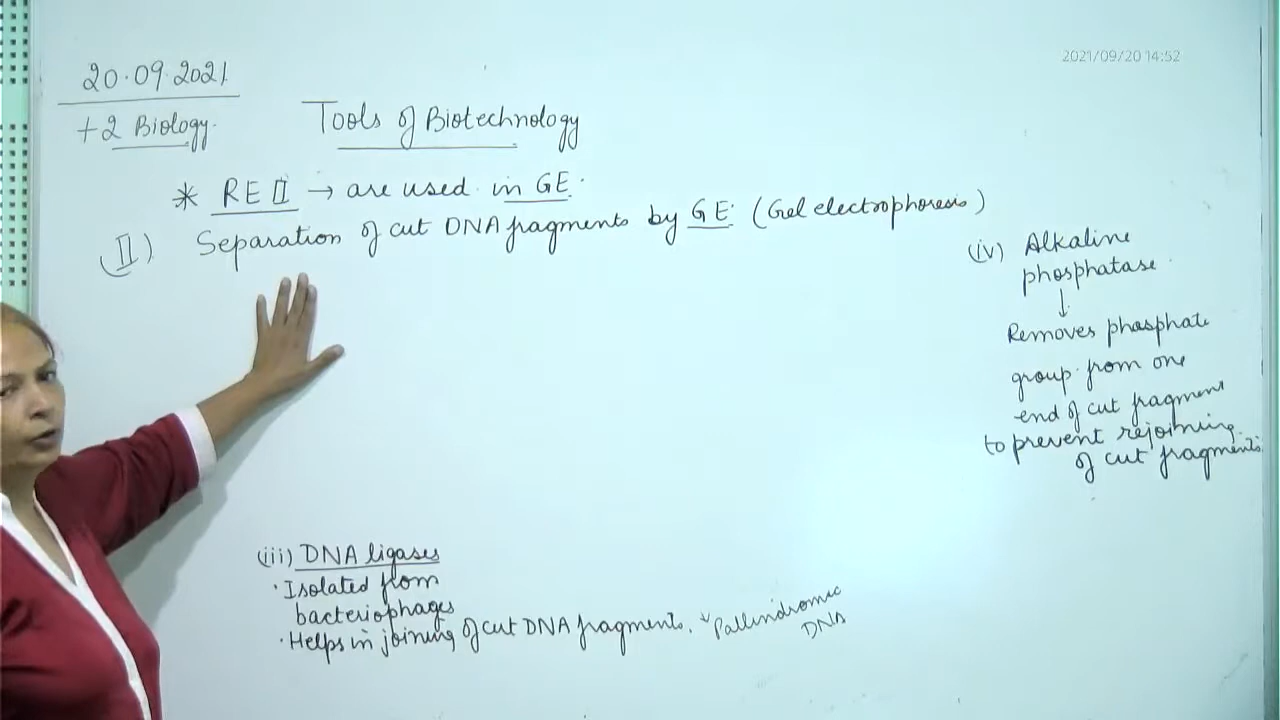 2021/09/20 14:52
20.09.2021
+2 Biology.
Tools of Biotechnology
* RE II → are used in GE.
(II) Separation of cut DNA fragments by GE (Gel electrophoresis)
(iv) Alkaline
phosphatase.
↓
Removes phosphate
group from one
end of cut fragment
to prevent rejoining
of cut fragments.
(iii) DNA ligases
· Isolated from
bacteriophages
· Helps in joining of cut DNA fragments.
Pallindromic
DNA